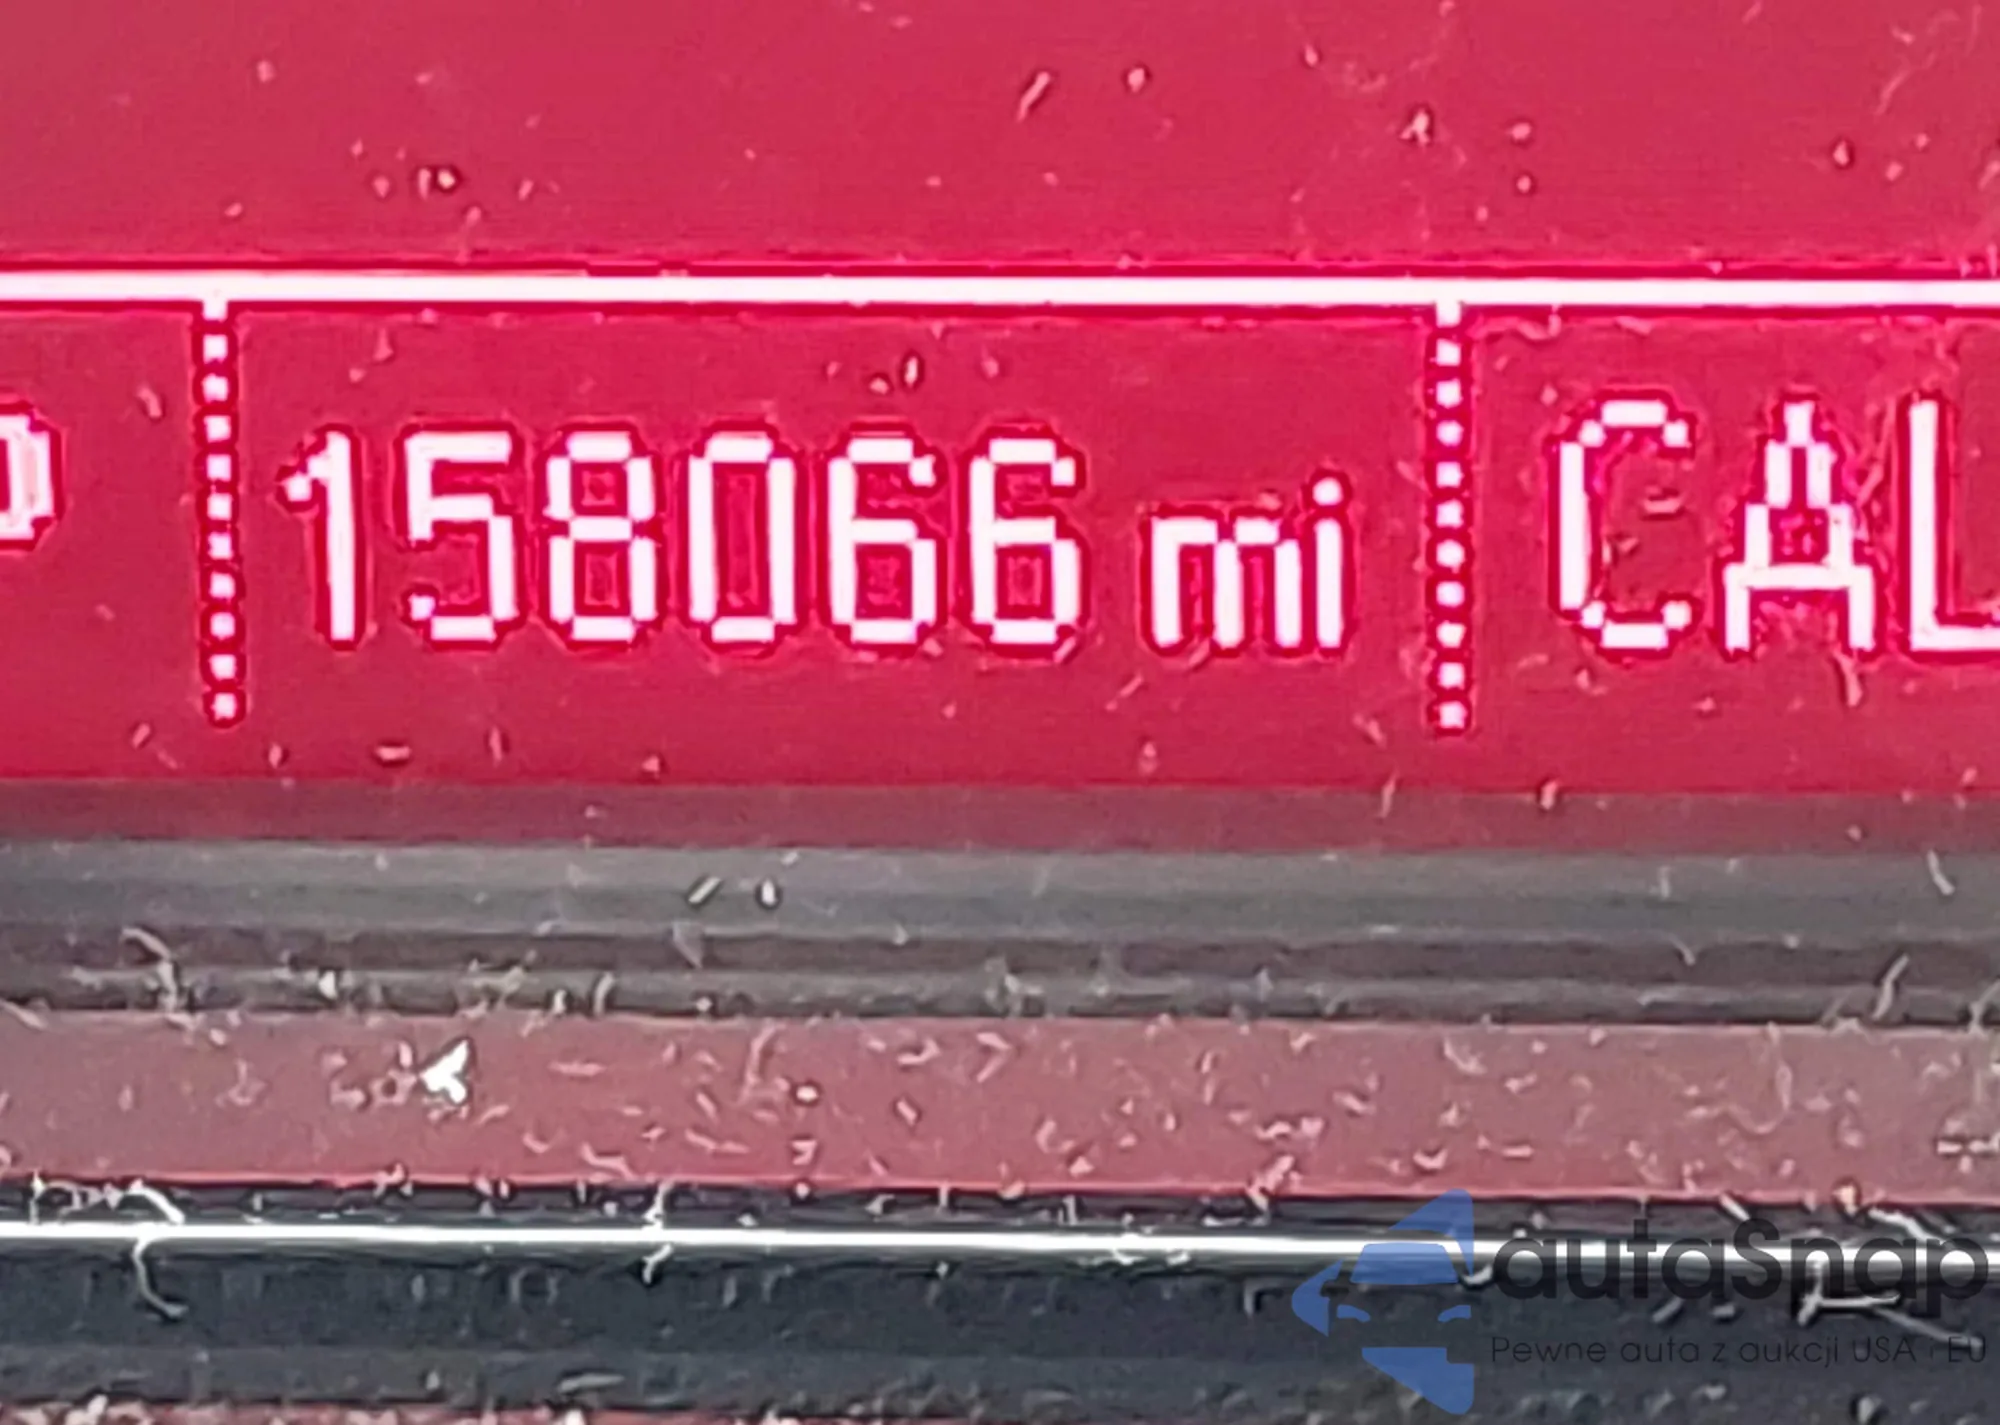 P 158066 mi CAL
autaSnap
Pewne auta z aukcji USA i EU